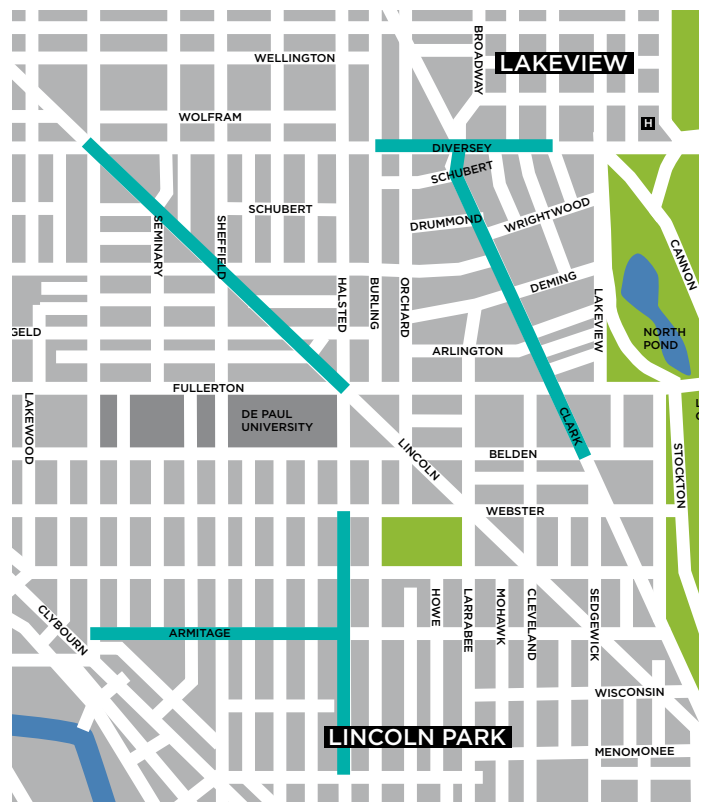 BROADWAY
WELLINGTON
LAKEVIEW
WOLFRAM
H
DIVERSEY
SCHUBERT
SCHUBERT
WRIGHTWOOD
DRUMMOND
SEMINARY
SHEFFIELD
CANNON
DEMING
HALSTED
BURLING
ORCHARD
LAKEVIEW
GELD
NORTH
POND
ARLINGTON
FULLERTON
LAKEWOOD
DE PAUL
UNIVERSITY
CLARK
LINCOLN
BELDEN
STOCKTON
WEBSTER
HOWE
LARRABEE
MOHAWK
CLEVELAND
SEDGEWICK
CLYBOURN
ARMITAGE
WISCONSIN
LINCOLN PARK
MENOMONEE